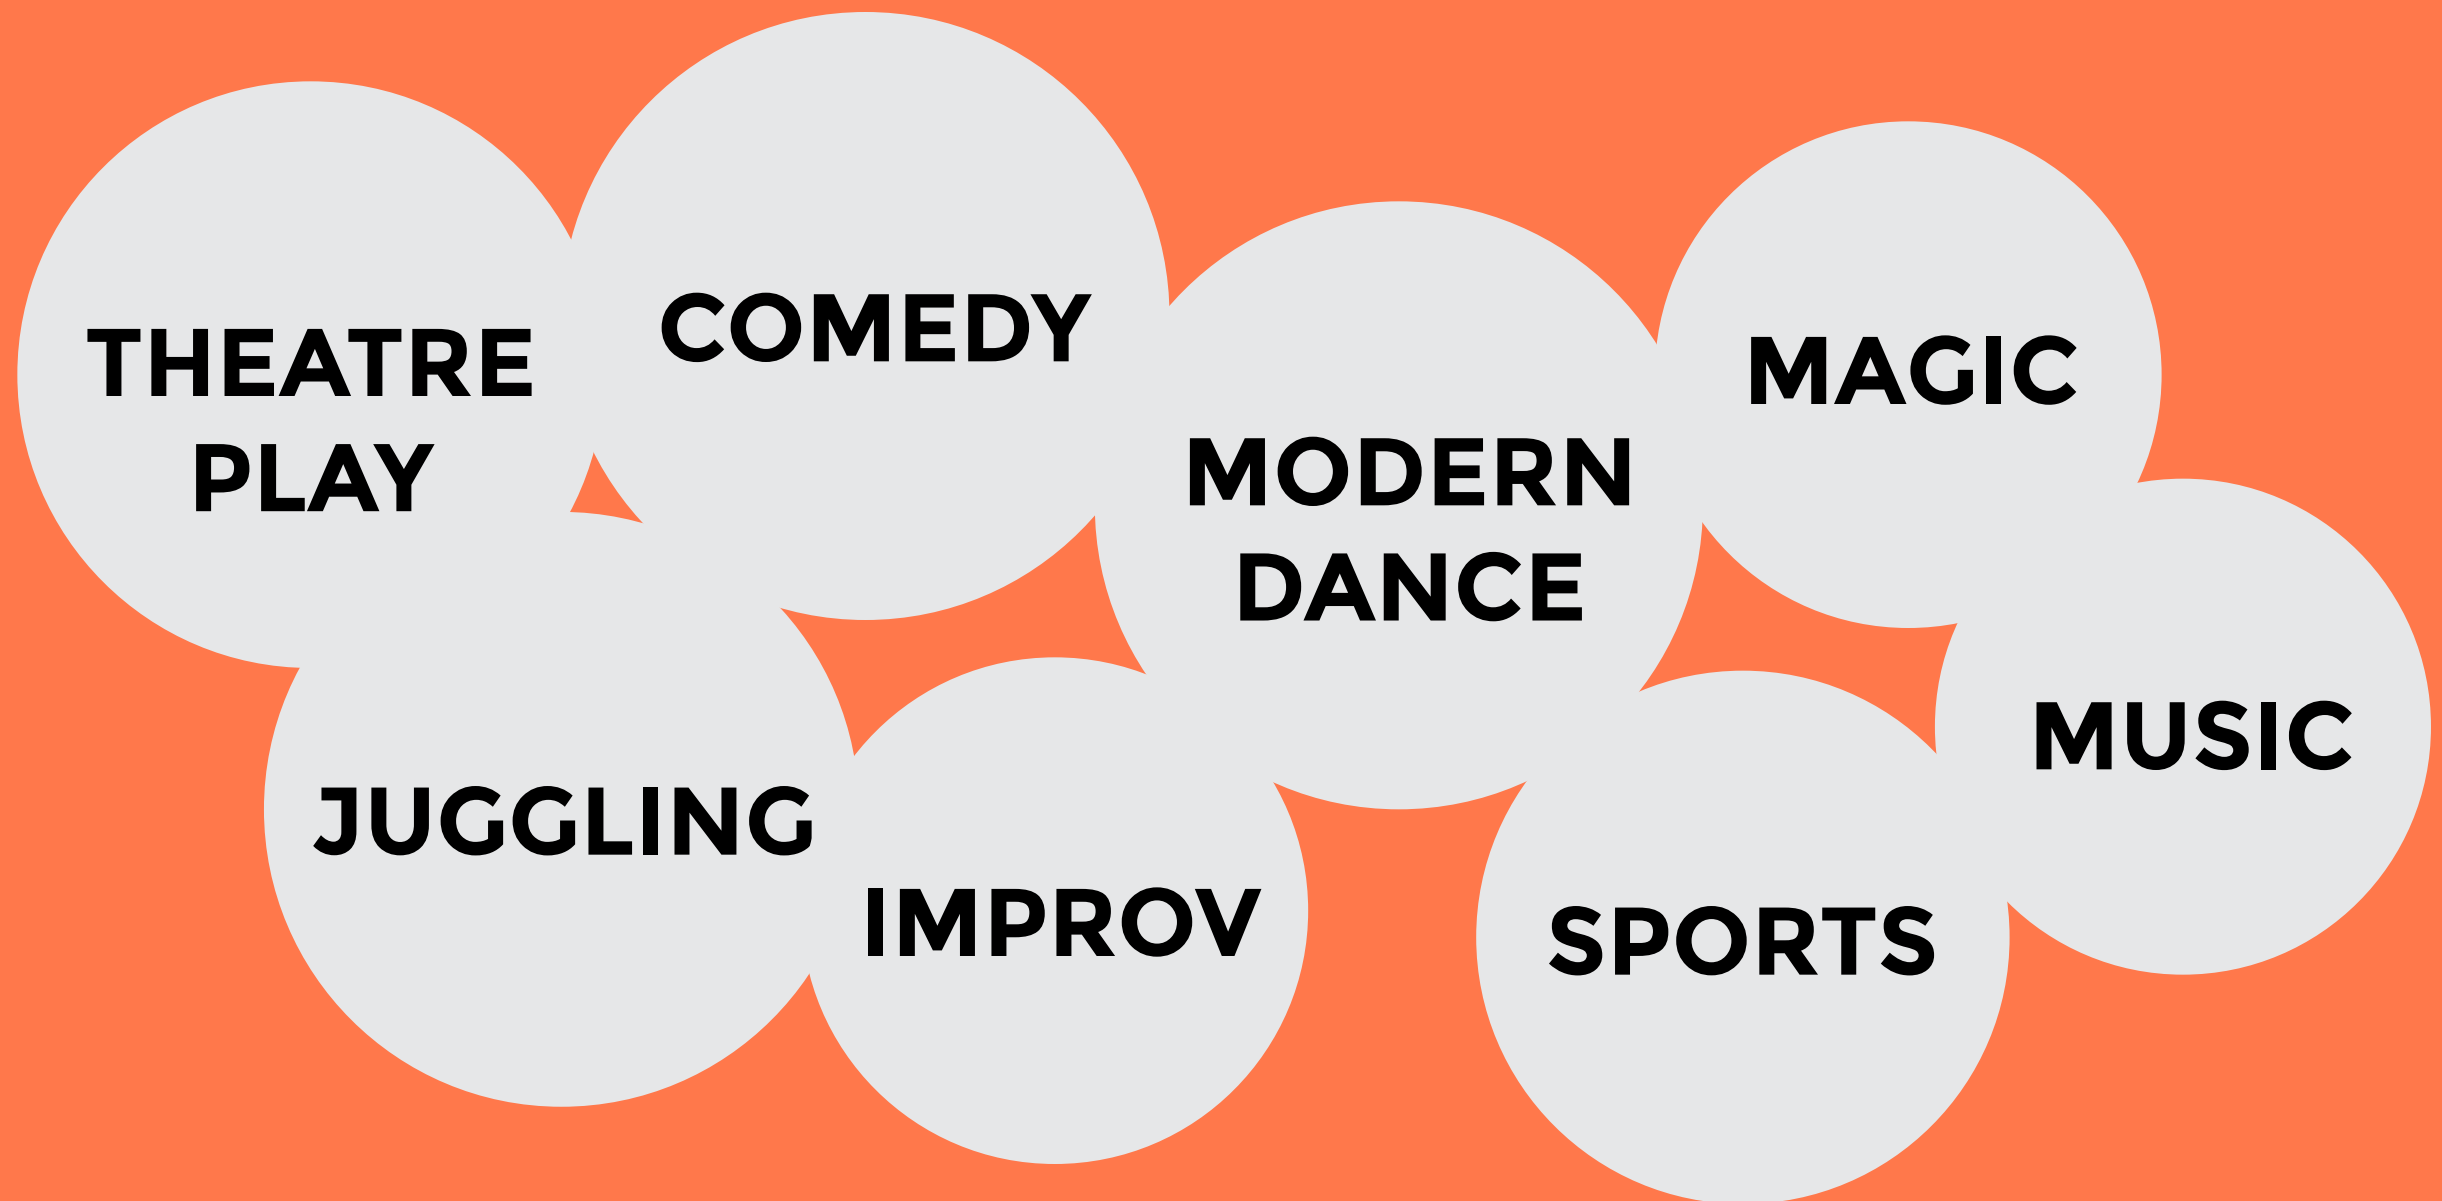 THEATRE
PLAY
COMEDY
MODERN
DANCE
MAGIC
JUGGLING
IMPROV
SPORTS
MUSIC